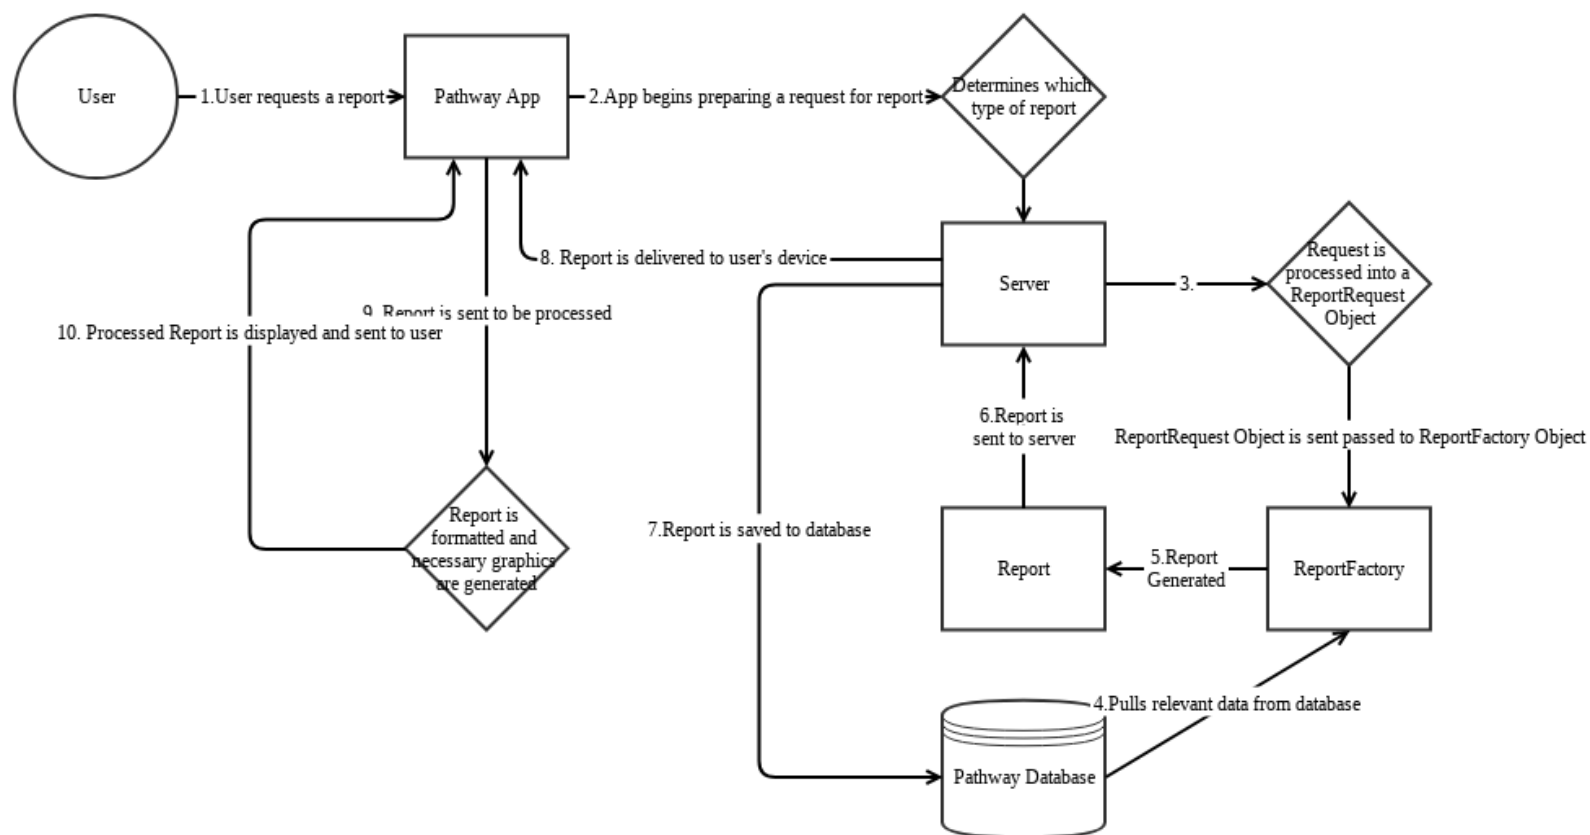 User
1.User requests a report
Pathway App
2.App begins preparing a request for report
Determines which
type of report
8. Report is delivered to user's device
Server
3.
Request is
processed into a
ReportRequest
Object
9. Report is sent to be processed
10. Processed Report is displayed and sent to user
6.Report is
sent to server
ReportRequest Object is sent passed to ReportFactory Object
Report is
formatted and
necessary graphics
are generated
7.Report is saved to database
Report
5.Report
Generated
ReportFactory
4.Pulls relevant data from database
Pathway Database